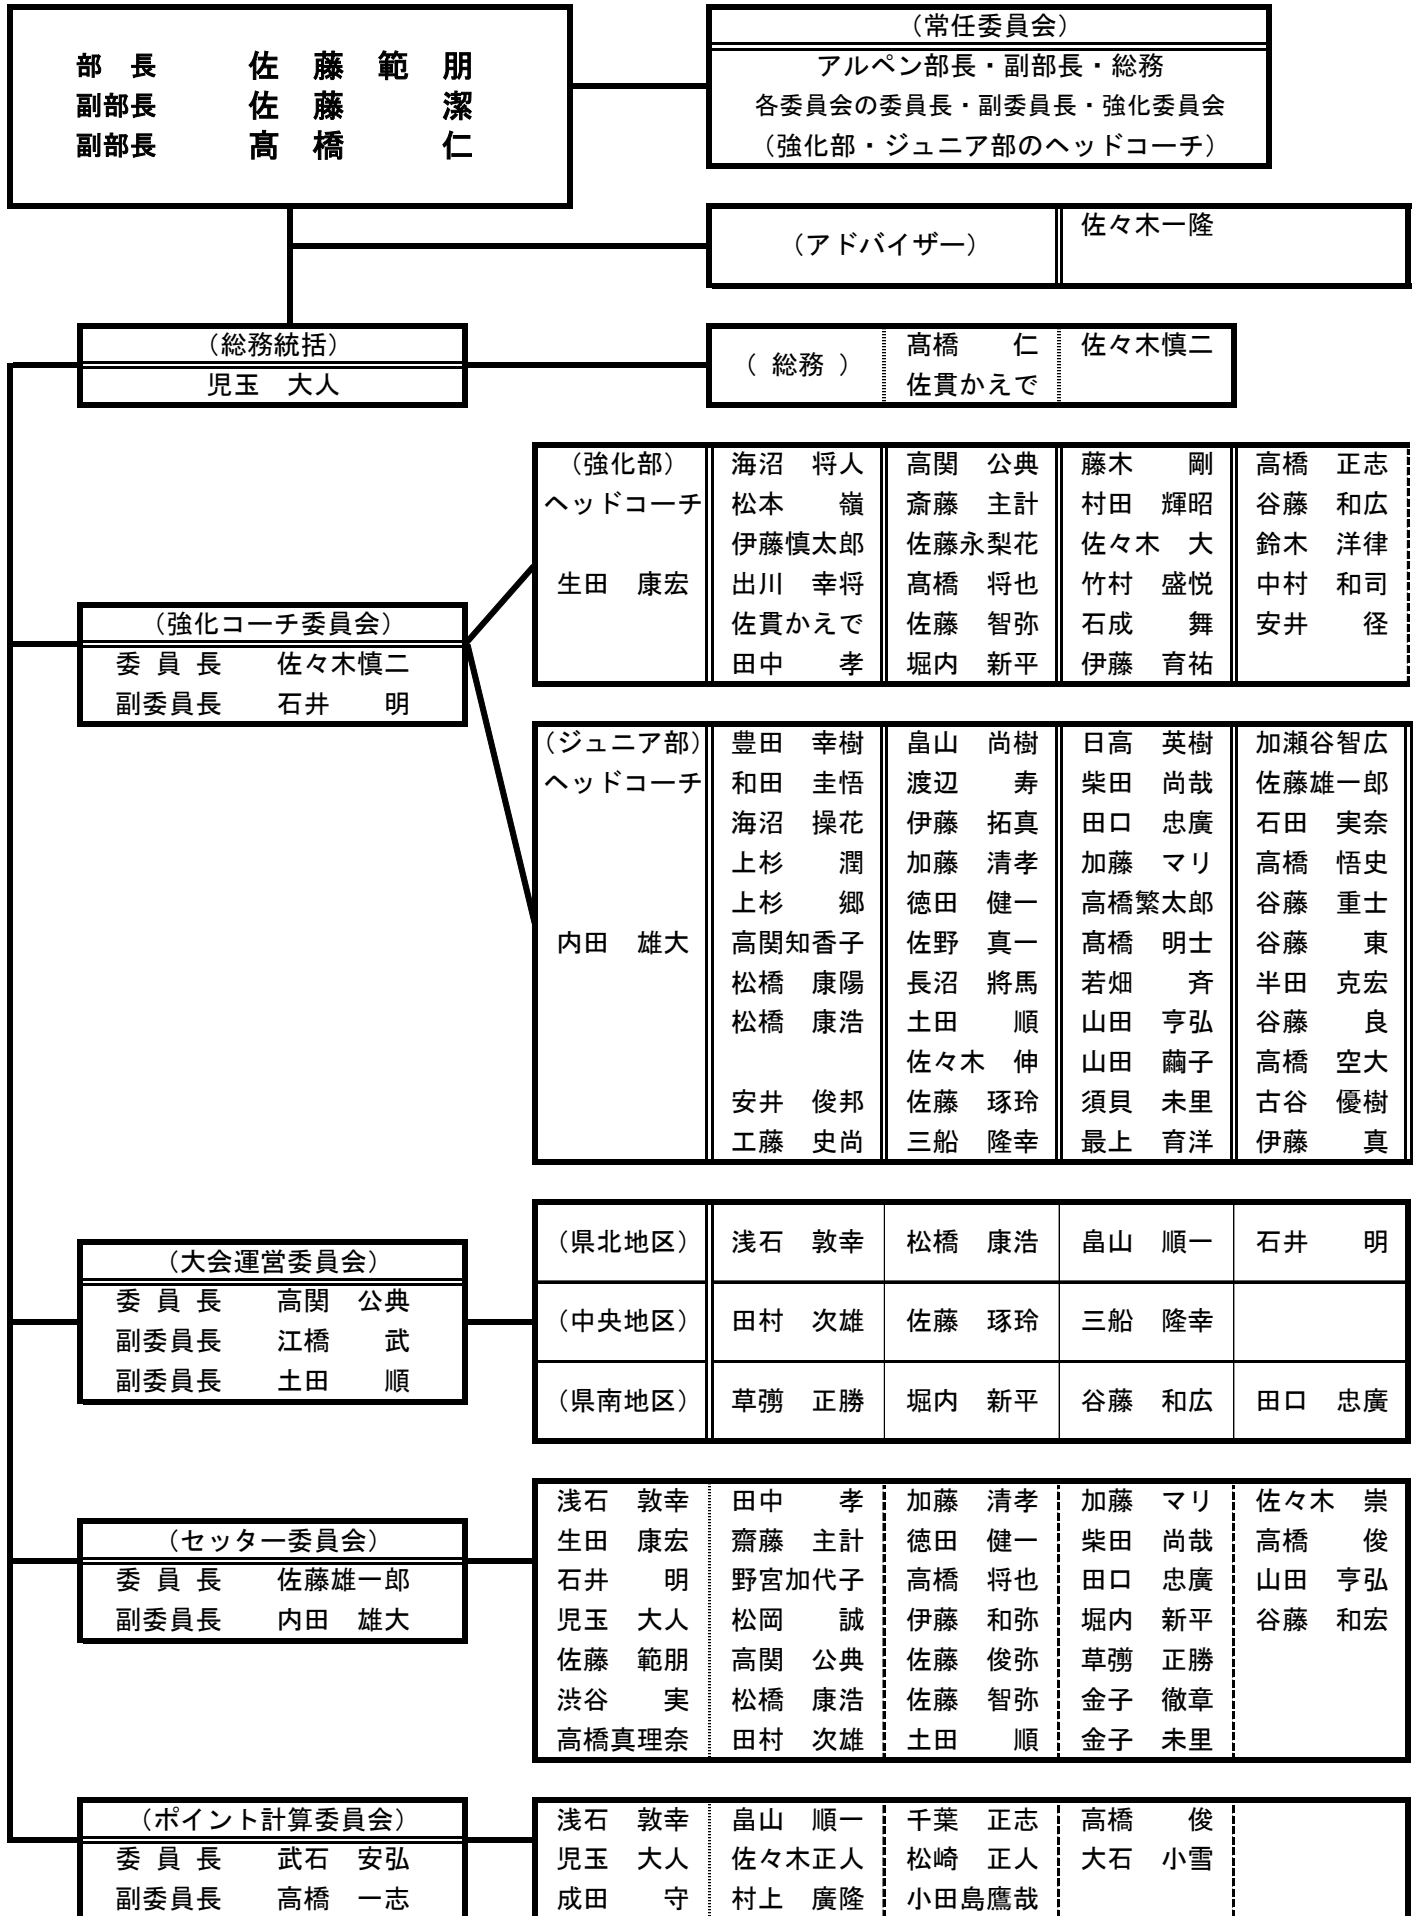 部　長　佐　藤　範　朋
副部長　佐　藤　　　潔
副部長　髙　橋　　　仁
（常任委員会）
アルペン部長・副部長・総務
各委員会の委員長・副委員長・強化委員会
（強化部・ジュニア部のヘッドコーチ）
（アドバイザー）　佐々木一隆
（総務統括）
児玉　大人
（ 総務 ）　髙橋　　仁　佐々木慎二
佐貫かえで
（強化部）　海沼　将人　高関　公典　藤木　　剛　高橋　正志
ヘッドコーチ　松本　　嶺　斎藤　主計　村田　輝昭　谷藤　和広
伊藤慎太郎　佐藤永梨花　佐々木　大　鈴木　洋律
生田　康宏　出川　幸将　髙橋　将也　竹村　盛悦　中村　和司
佐貫かえで　佐藤　智弥　石成　　舞　安井　　径
田中　　孝　堀内　新平　伊藤　育祐
（強化コーチ委員会）
委 員 長　佐々木慎二
副委員長　石井　　明
（ジュニア部）　豊田　幸樹　畠山　尚樹　日高　英樹　加瀬谷智広
ヘッドコーチ　和田　圭悟　渡辺　　寿　柴田　尚哉　佐藤雄一郎
海沼　操花　伊藤　拓真　田口　忠廣　石田　実奈
上杉　　潤　加藤　清孝　加藤　マリ　高橋　悟史
上杉　　郷　徳田　健一　高橋繁太郎　谷藤　重士
内田　雄大　高関知香子　佐野　真一　髙橋　明士　谷藤　　東
松橋　康陽　長沼　將馬　若畑　　斉　半田　克宏
松橋　康浩　土田　　順　山田　亨弘　谷藤　　良
佐々木　伸　山田　繭子　高橋　空大
安井　俊邦　佐藤　琢玲　須貝　未里　古谷　優樹
工藤　史尚　三船　隆幸　最上　育洋　伊藤　　真
（大会運営委員会）
委 員 長　高関　公典
副委員長　江橋　　武
副委員長　土田　　順
（県北地区）　浅石　敦幸　松橋　康浩　畠山　順一　石井　　明
（中央地区）　田村　次雄　佐藤　琢玲　三船　隆幸
（県南地区）　草彅　正勝　堀内　新平　谷藤　和広　田口　忠廣
（セッター委員会）
委 員 長　佐藤雄一郎
副委員長　内田　雄大
浅石　敦幸　田中　　孝　加藤　清孝　加藤　マリ　佐々木　崇
生田　康宏　齋藤　主計　徳田　健一　柴田　尚哉　高橋　　俊
石井　　明　野宮加代子　高橋　将也　田口　忠廣　山田　亨弘
児玉　大人　松岡　　誠　伊藤　和弥　堀内　新平　谷藤　和宏
佐藤　範朋　高関　公典　佐藤　俊弥　草彅　正勝
渋谷　　実　松橋　康浩　佐藤　智弥　金子　徹章
高橋真理奈　田村　次雄　土田　　順　金子　未里
（ポイント計算委員会）
委 員 長　武石　安弘
副委員長　高橋　一志
浅石　敦幸　畠山　順一　千葉　正志　高橋　　俊
児玉　大人　佐々木正人　松崎　正人　大石　小雪
成田　　守　村上　廣隆　小田島鷹哉